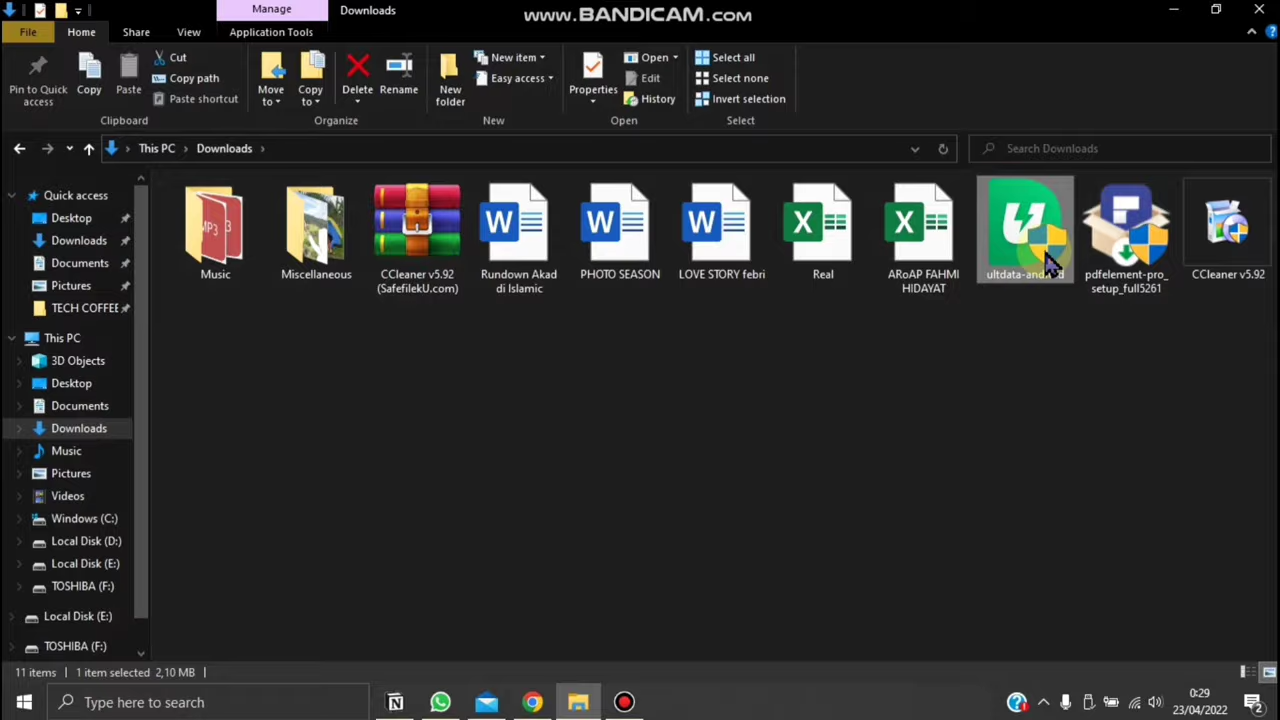 Manage
Downloads
www.BANDICAM.com
File
Home
Share
View
Application Tools
Pin to Quick
access
Copy
Paste
Cut
Copy path
Paste shortcut
Clipboard
Move
to
Copy
to
Delete
Rename
Organize
New
folder
New item
Easy access
New
Properties
Open
Edit
History
Open
Select all
Select none
Invert selection
Select
This PC
Downloads
Search Downloads
Quick access
Desktop
Downloads
Documents
Pictures
TECH COFFEE
This PC
3D Objects
Desktop
Documents
Downloads
Music
Pictures
Videos
Windows (C:)
Local Disk (D:)
Local Disk (E:)
TOSHIBA (F:)
Local Disk (E:)
TOSHIBA (F:)
MP3
Music
Miscellaneous
CCleaner v5.92
(SafefilekU.com)
W
Rundown Akad
di Islamic
W
PHOTO SEASON
W
LOVE STORY febri
X
Real
X
ARoAP FAHMI
HIDAYAT
pdfelement-pro_
setup_full5261
CCleaner v5.92
11 items
1 item selected 2,10 MB
Type here to search
0:29
23/04/2022
2